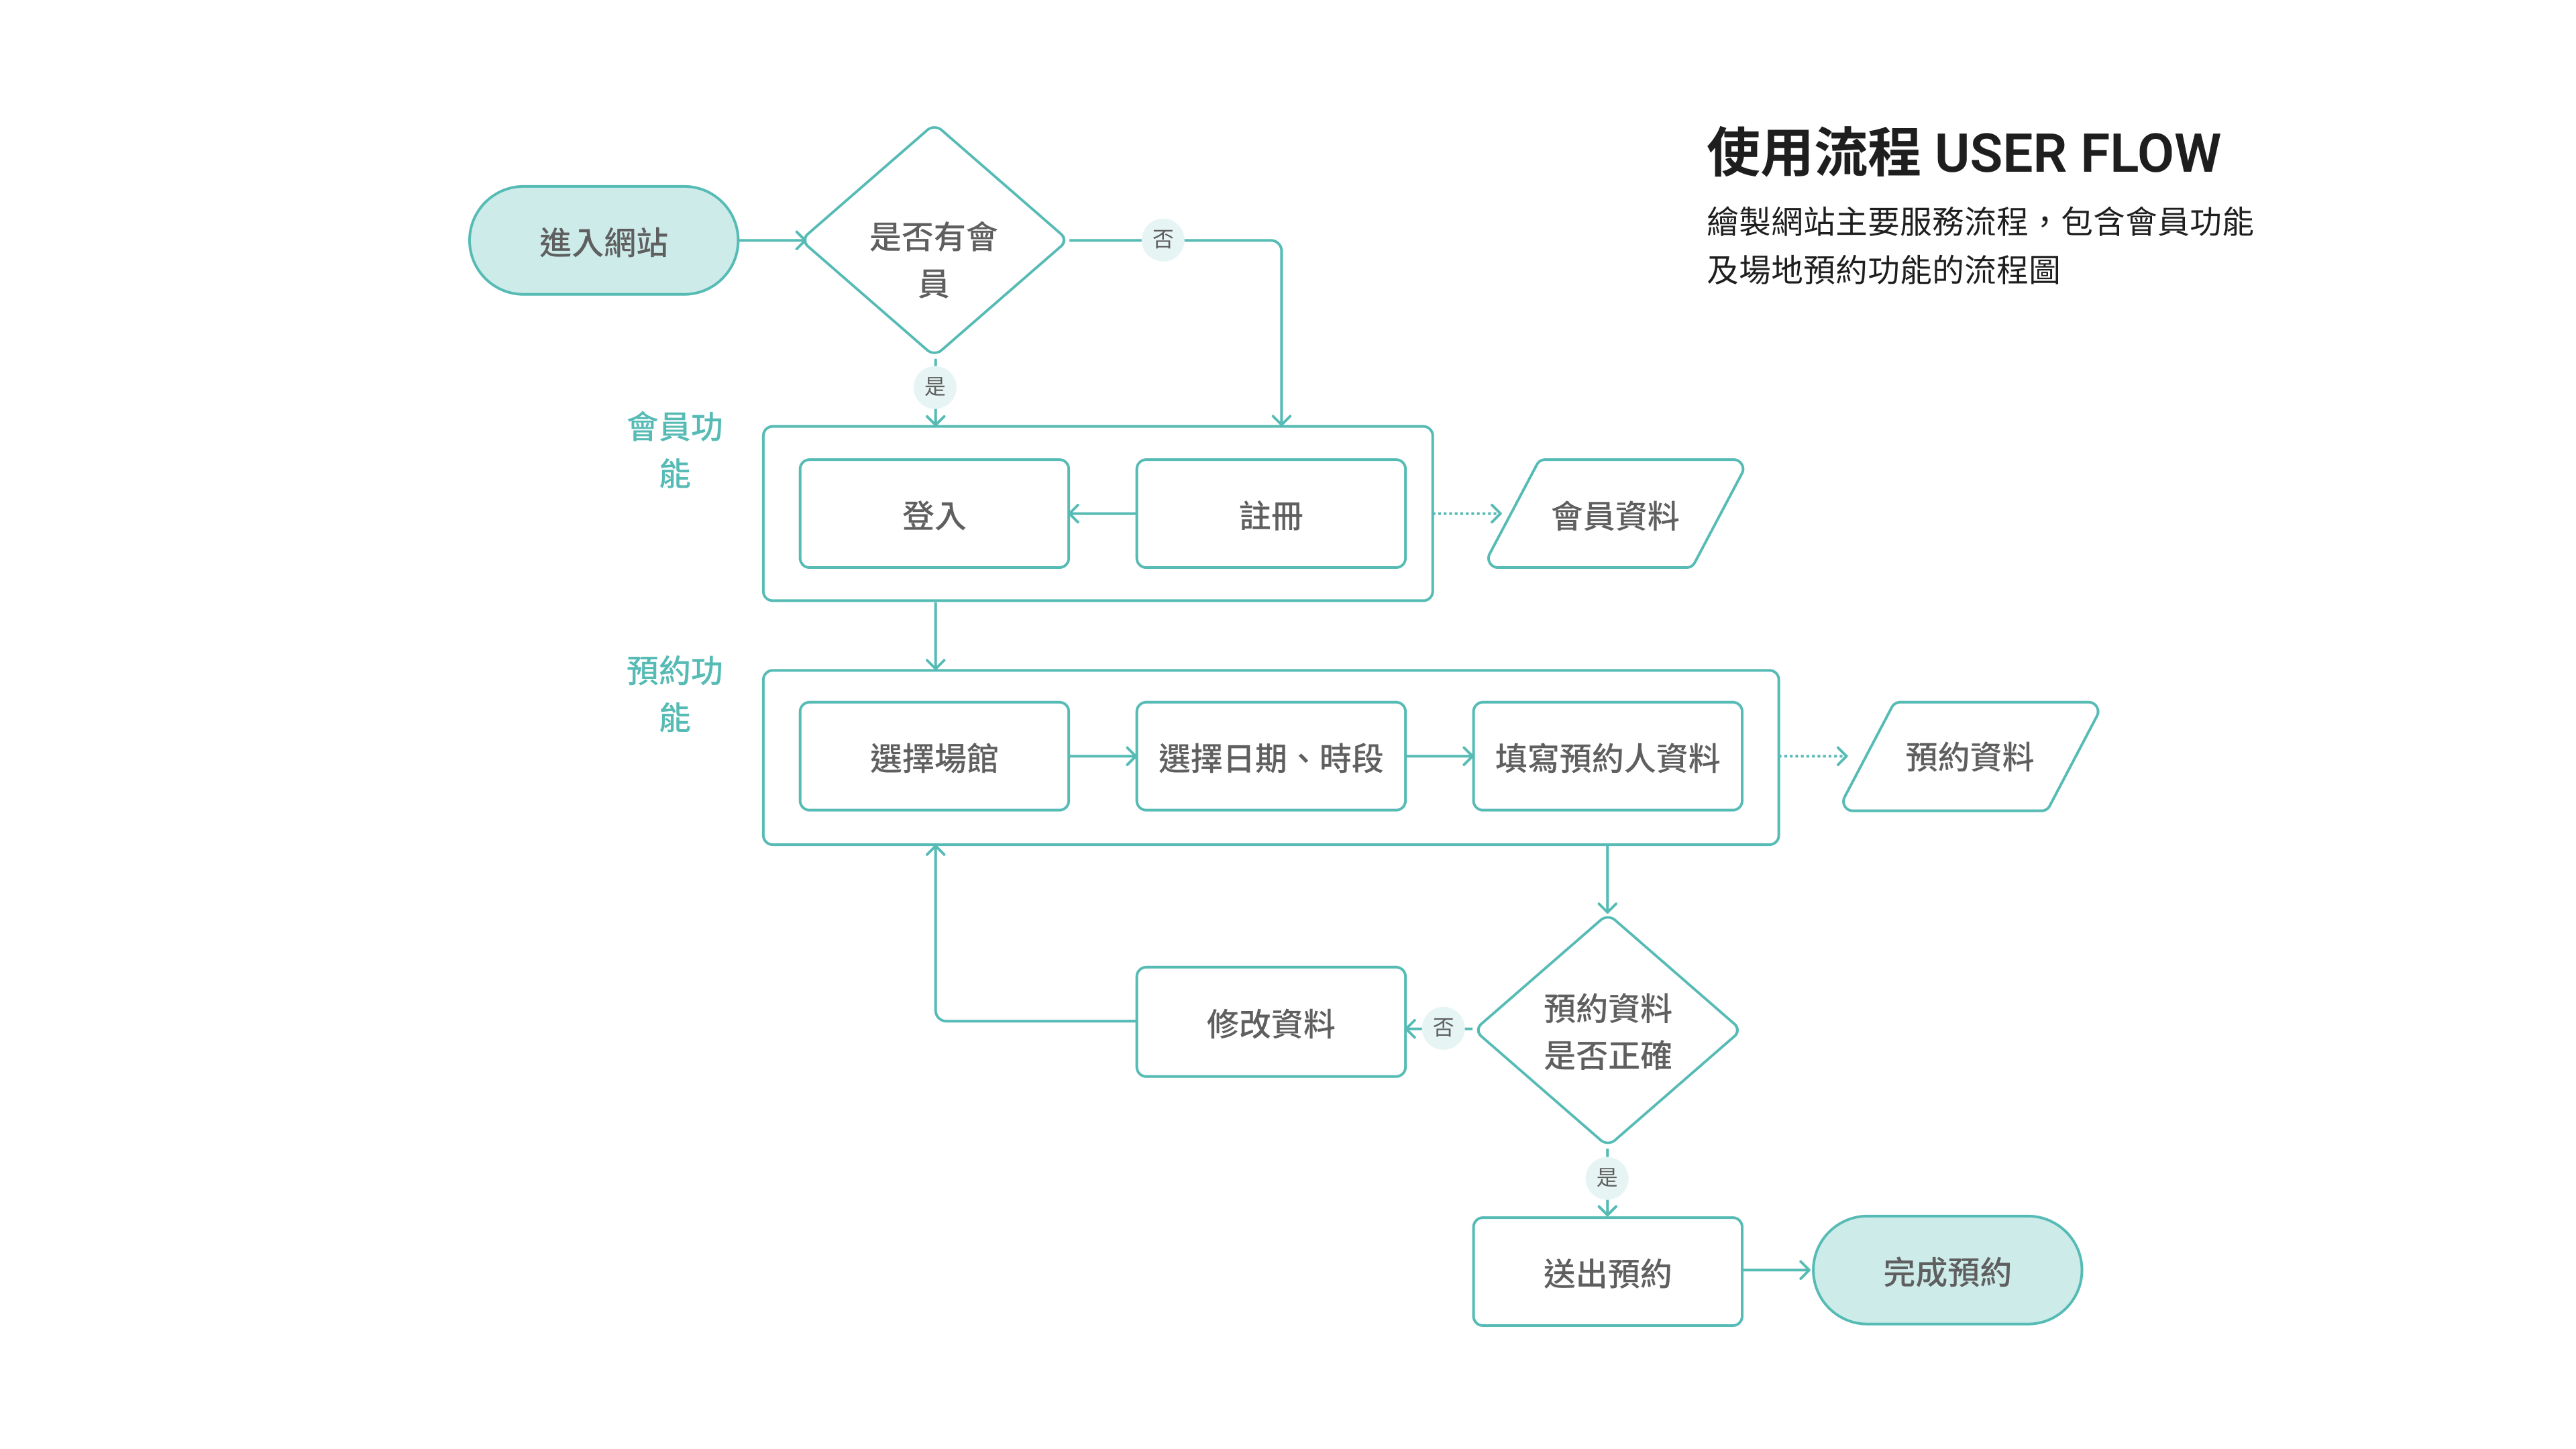 使用流程 USER FLOW
繪製網站主要服務流程，包含會員功能
及場地預約功能的流程圖
進入網站
是否有會
員
否
是
會員功
能
登入
註冊
會員資料
預約功
能
選擇場館
選擇日期、時段
填寫預約人資料
預約資料
修改資料
否
預約資料
是否正確
是
送出預約
完成預約